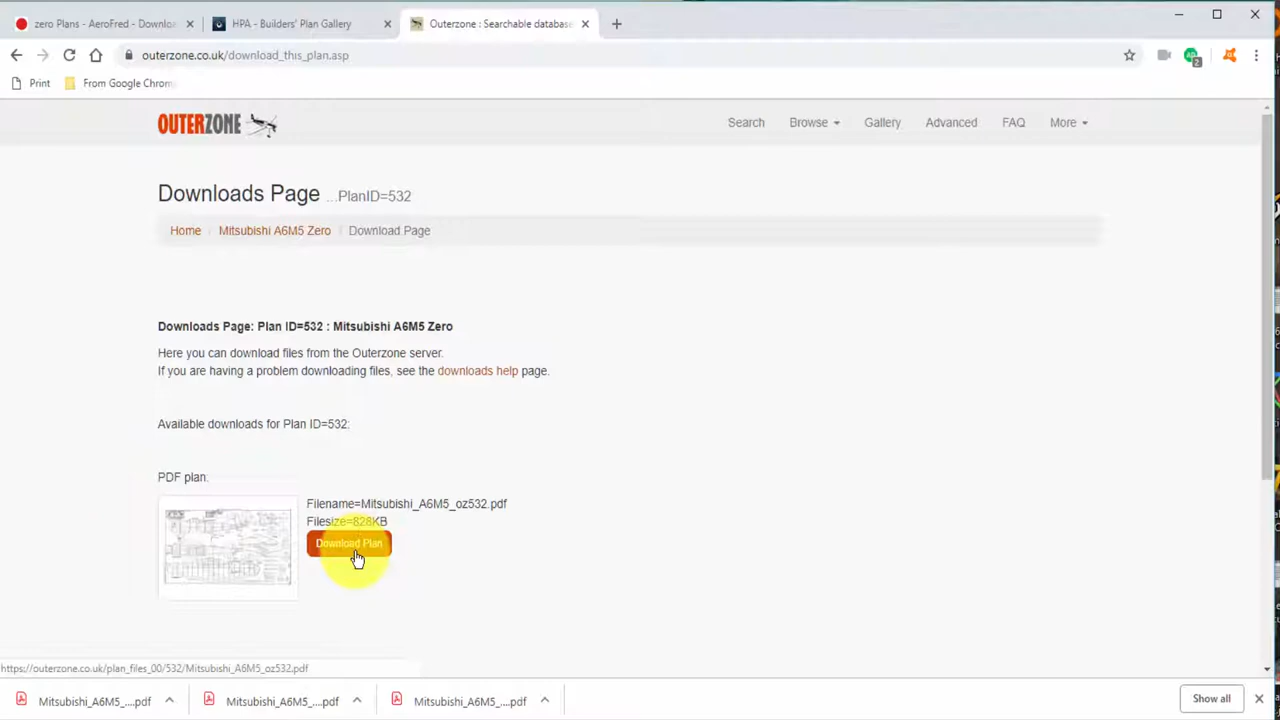 zero Plans - AeroFred - Downloa
HPA - Builders' Plan Gallery
Outerzone : Searchable database
outerzone.co.uk/download_this_plan.asp
2
Print
From Google Chrom
OUTERZONE
Search
Browse
Gallery
Advanced
FAQ
More
Downloads Page ...PlanID=532
Home / Mitsubishi A6M5 Zero / Download Page
Downloads Page: Plan ID=532 : Mitsubishi A6M5 Zero
Here you can download files from the Outerzone server.
If you are having a problem downloading files, see the downloads help page.
Available downloads for Plan ID=532:
PDF plan:
Filename=Mitsubishi_A6M5_oz532.pdf
Filesize=828KB
Download Plan
https://outerzone.co.uk/plan_files_00/532/Mitsubishi_A6M5_oz532.pdf
Mitsubishi_A6M5_....pdf
Mitsubishi_A6M5_....pdf
Mitsubishi_A6M5_....pdf
Show all